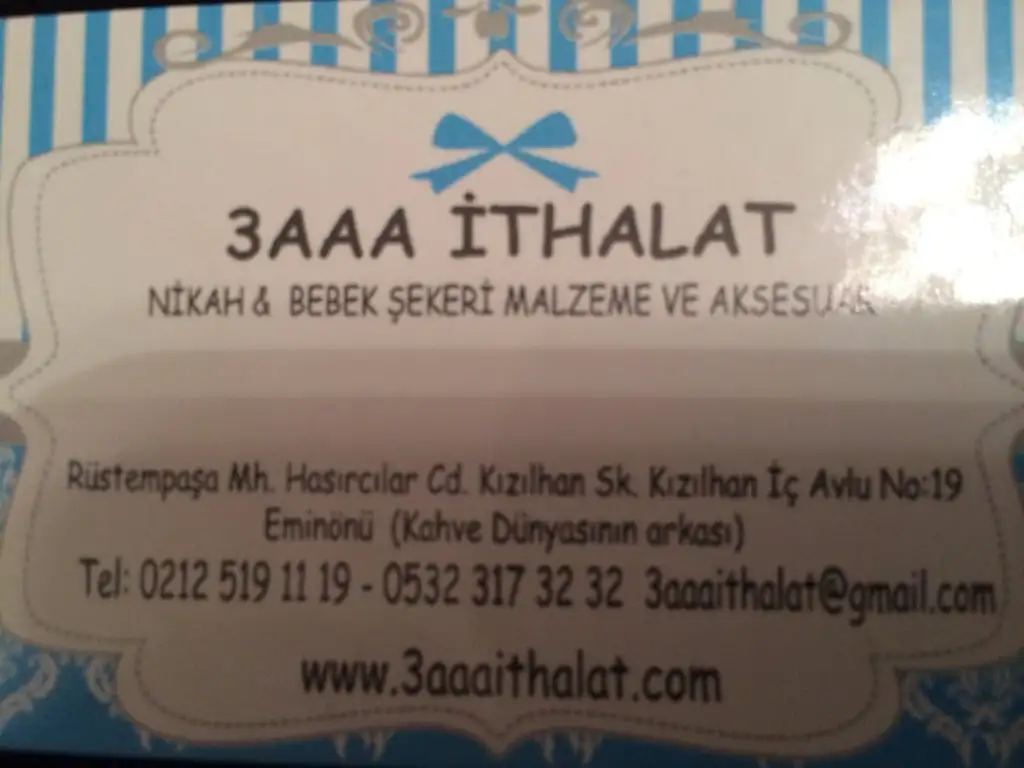 3AAA İTHALAT
NİKAH & BEBEK ŞEKERİ MALZEME VE AKSESUAR
Rüstempaşa Mh. Hasırcılar Cd. Kızılhan Sk. Kızılhan İç Avlu No:19
Eminönü (Kahve Dünyasının arkası)
Tel: 0212 519 11 19 - 0532 317 32 32 3aaaithalat@gmail.com
www.3aaaithalat.com